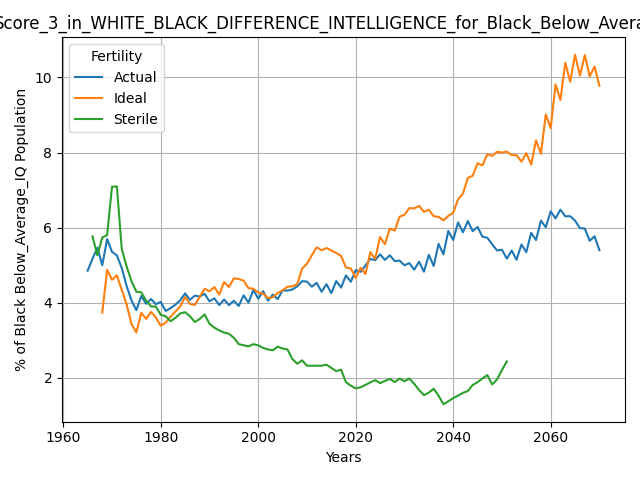 Score_3_in_WHITE_BLACK_DIFFERENCE_INTELLIGENCE_for_Black_Below_Avera
Fertility
Actual
Ideal
Sterile
% of Black Below_Average_IQ Population
10
8
6
4
2
1960 1980 2000 2020 2040 2060
Years